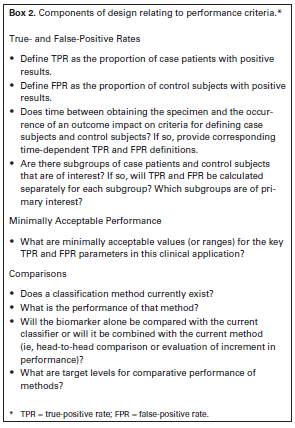 Box 2. Components of design relating to performance criteria.*
True- and False-Positive Rates
• Define TPR as the proportion of case patients with positive
results.
• Define FPR as the proportion of control subjects with positive
results.
• Does time between obtaining the specimen and the occur-
rence of an outcome impact on criteria for defining case
subjects and control subjects? If so, provide corresponding
time-dependent TPR and FPR definitions.
• Are there subgroups of case patients and control subjects
that are of interest? If so, will TPR and FPR be calculated
separately for each subgroup? Which subgroups are of pri-
mary interest?
Minimally Acceptable Performance
• What are minimally acceptable values (or ranges) for the key
TPR and FPR parameters in this clinical application?
Comparisons
• Does a classification method currently exist?
• What is the performance of that method?
• Will the biomarker alone be compared with the current
classifier or will it be combined with the current method
(ie, head-to-head comparison or evaluation of increment in
performance)?
• What are target levels for comparative performance of
methods?
* TPR = true-positive rate; FPR = false-positive rate.